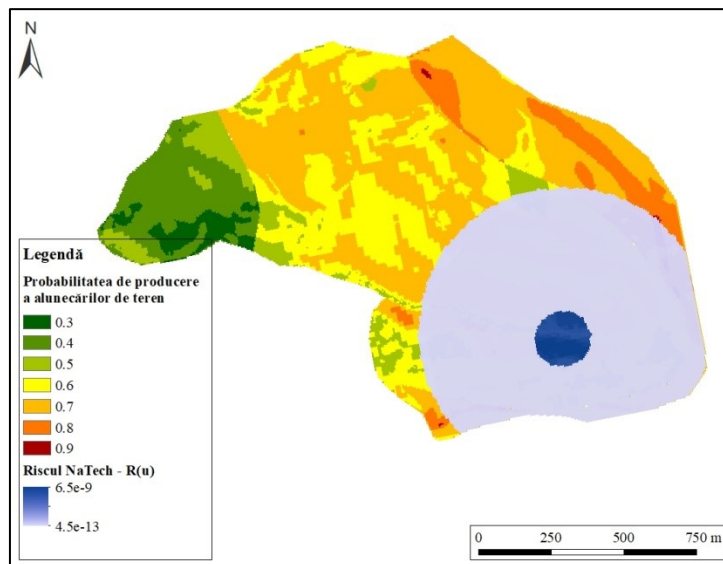 N
Legendă
Probabilitatea de producere
a alunecărilor de teren
0.3
0.4
0.5
0.6
0.7
0.8
0.9
Riscul NaTech - R(u)
6.5e-9
4.5e-13
0 250 500 750 m